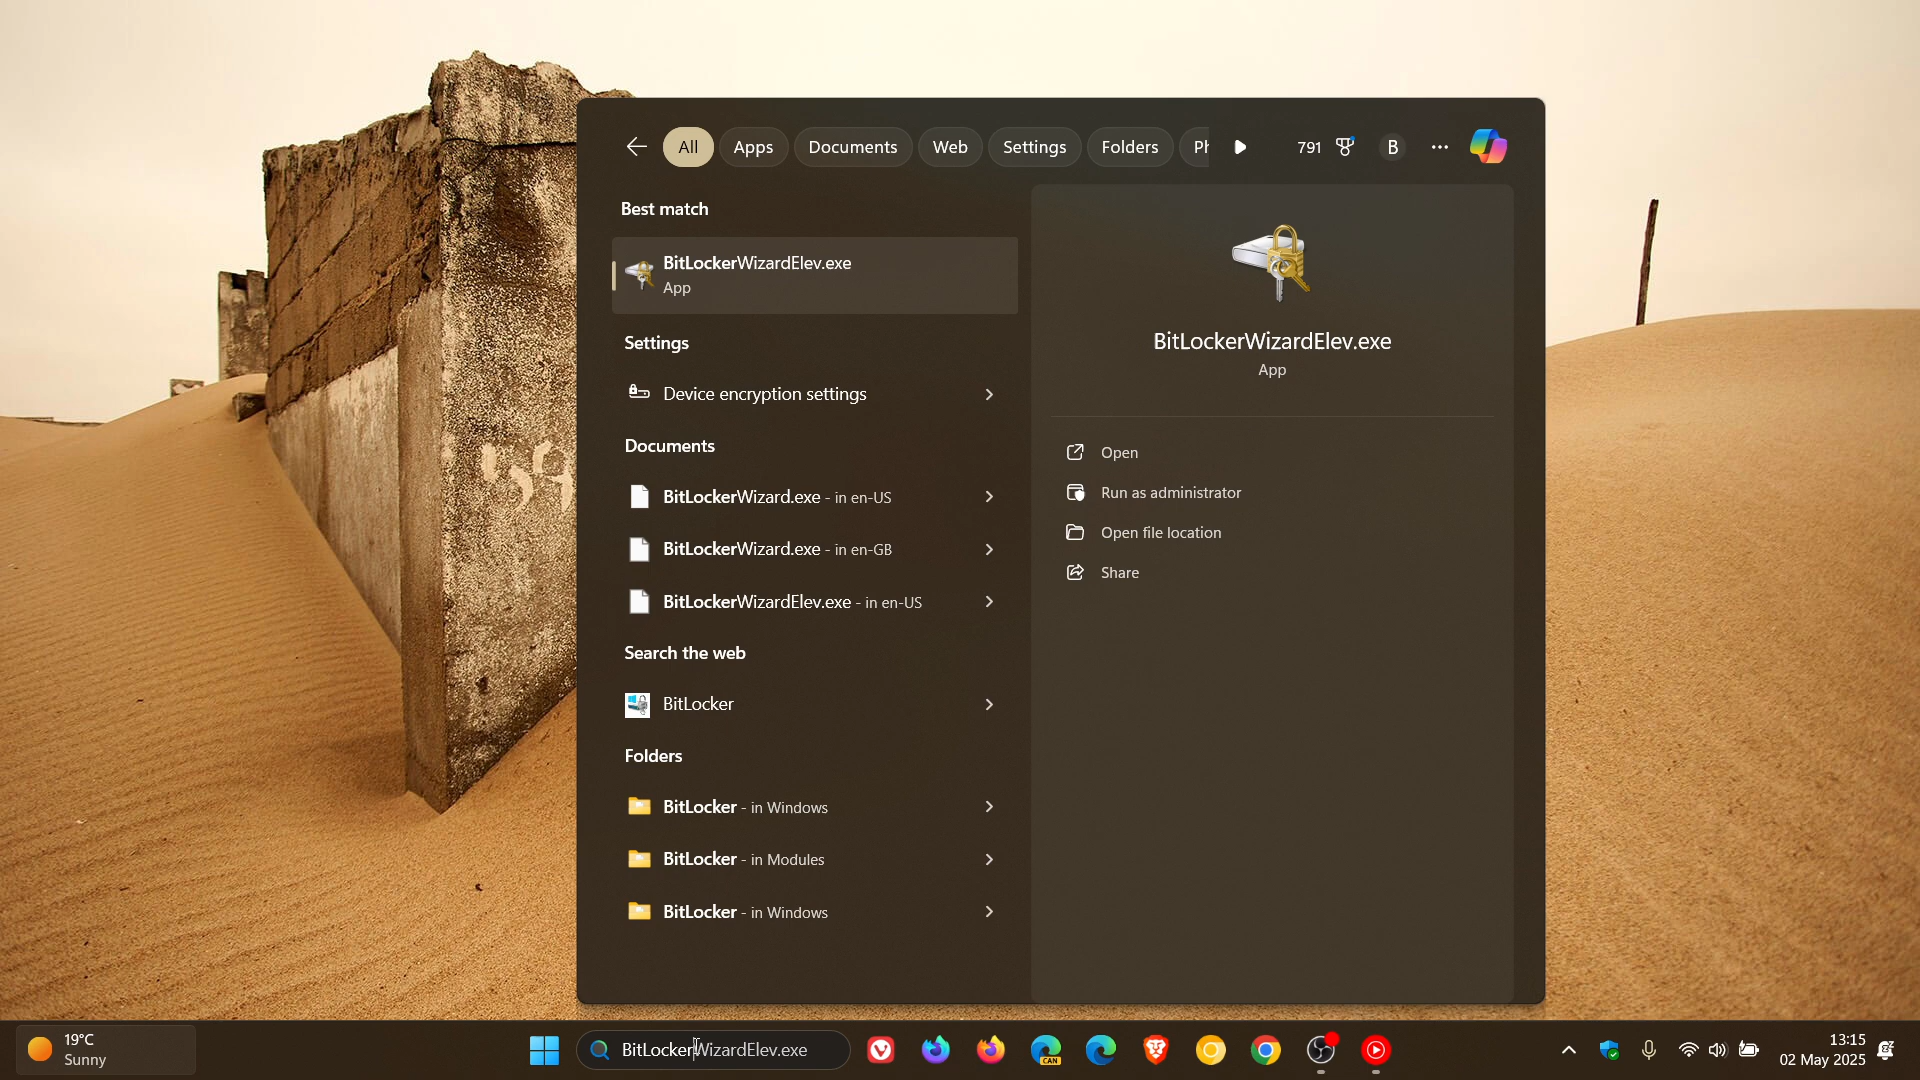 All
Apps
Documents
Web
Settings
Folders
791
B
Best match
BitLockerWizardElev.exe
App
Settings
Device encryption settings
Documents
BitLockerWizard.exe - in en-US
BitLockerWizard.exe - in en-GB
BitLockerWizardElev.exe - in en-US
Search the web
BitLocker
Folders
BitLocker - in Windows
BitLocker - in Modules
BitLocker - in Windows
BitLockerWizardElev.exe
App
Open
Run as administrator
Open file location
Share
19°C
Sunny
BitLockerWizardElev.exe
CAN
13:15
02 May 2025